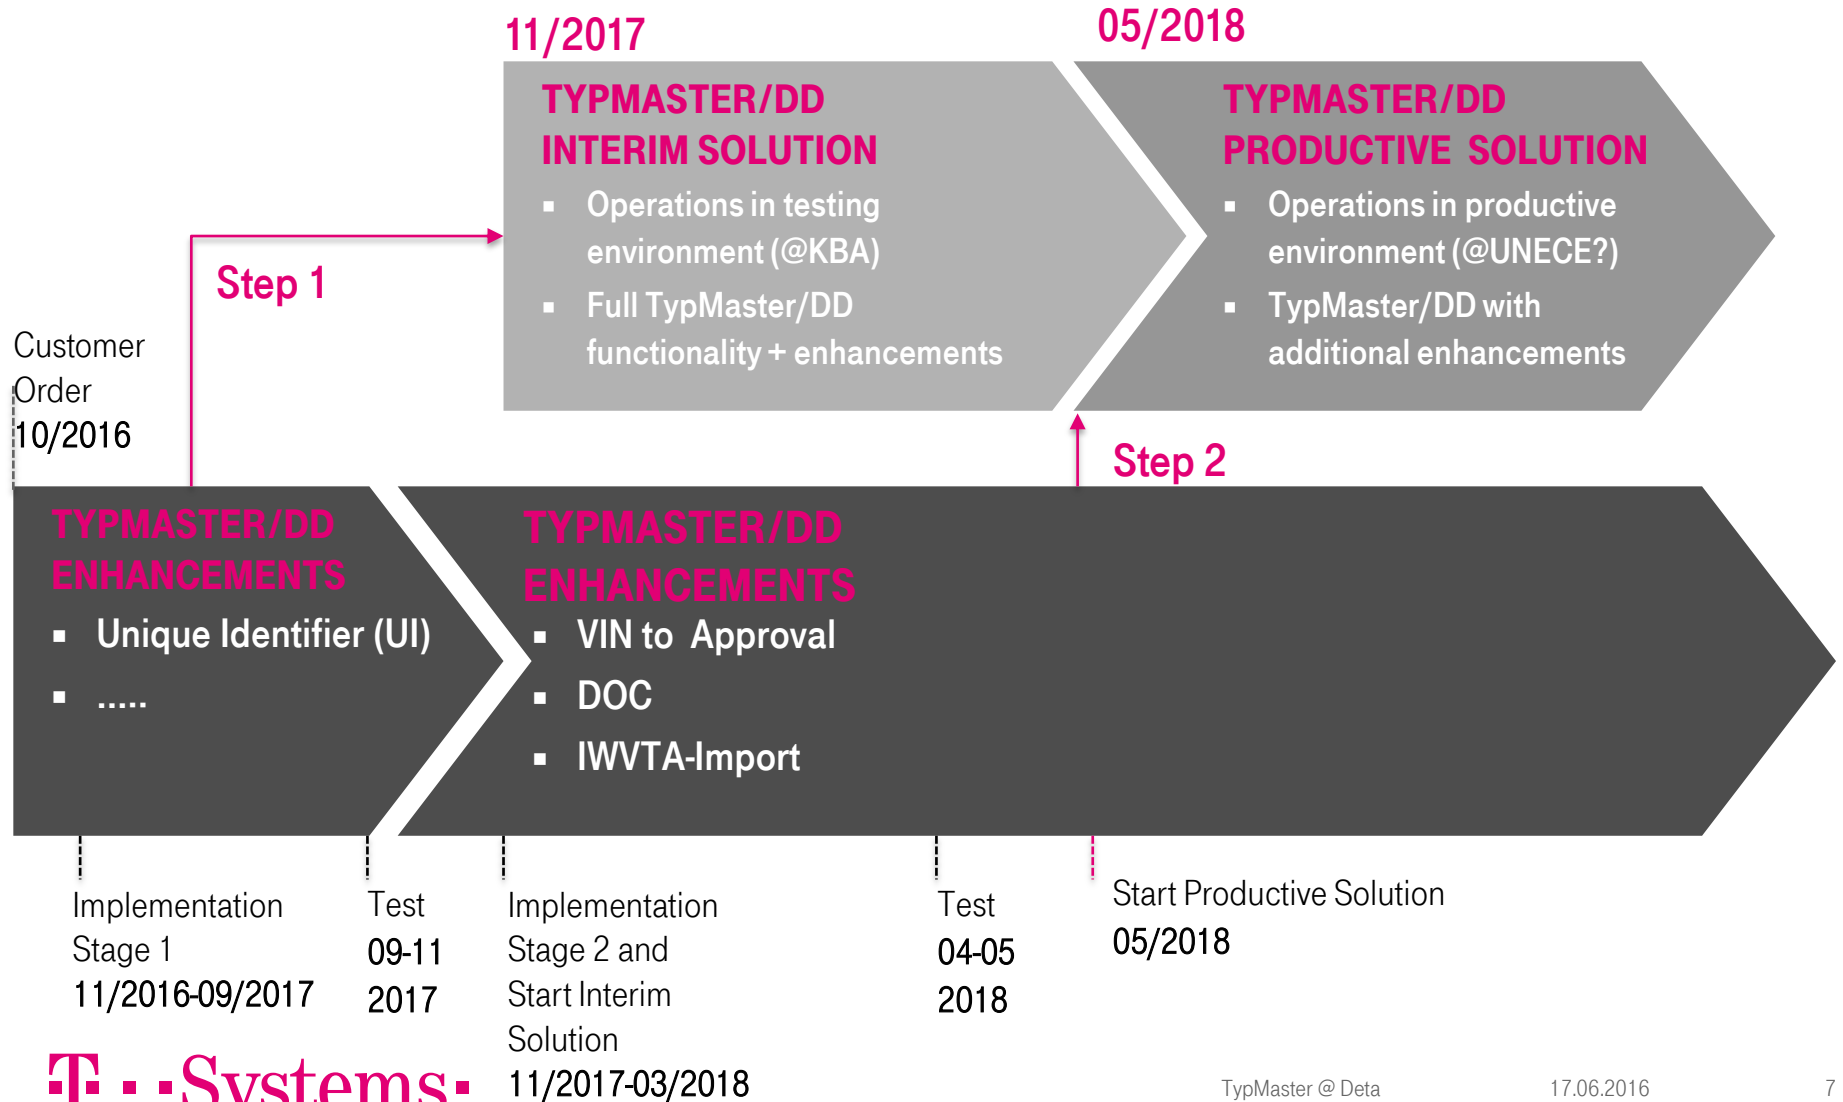 11/2017
05/2018
TYPMASTER/DD
INTERIM SOLUTION
Operations in testing
environment (@KBA)
Full TypMaster/DD
functionality + enhancements
TYPMASTER/DD
PRODUCTIVE SOLUTION
Operations in productive
environment (@UNECE?)
TypMaster/DD with
additional enhancements
Step 1
Customer
Order
10/2016
Step 2
TYPMASTER/DD
ENHANCEMENTS
Unique Identifier (UI)
.....
TYPMASTER/DD
ENHANCEMENTS
VIN to Approval
DOC
IWVTA-Import
Implementation
Stage 1
11/2016-09/2017
Test
09-11
2017
Implementation
Stage 2 and
Start Interim
Solution
11/2017-03/2018
Test
04-05
2018
Start Productive Solution
05/2018
T Systems
TypMaster @ Deta 17.06.2016 7